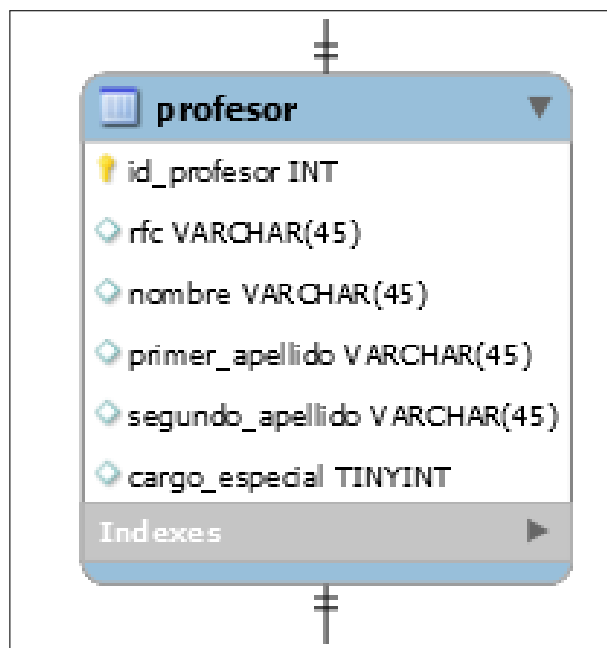 profesor
id_profesor INT
rfc VARCHAR(45)
nombre VARCHAR(45)
primer_apellido VARCHAR(45)
segundo_apellido VARCHAR(45)
cargo_especial TINYINT
Indexes